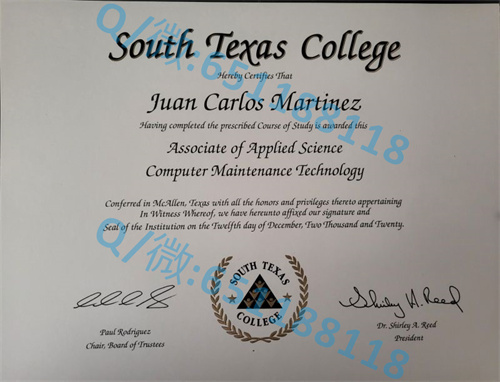 South Texas College
Hereby Certifies That
Juan Carlos Martinez
Having completed the prescribed Course of Study is awarded this
Associate of Applied Science
Computer Maintenance Technology
Conferred in McAllen, Texas with all the honors and privileges thereto appertaining
In Witness Whereof, we have hereunto affixed our signature and
Seal of the Institution on the Twelfth day of December, Two Thousand and Twenty.
SOUTH TEXAS
COLLEGE
Shirley A. Reed
Paul Rodriguez
Chair, Board of Trustees
Dr. Shirley A. Reed
President
Q/微:651188118
Q/微:651188118